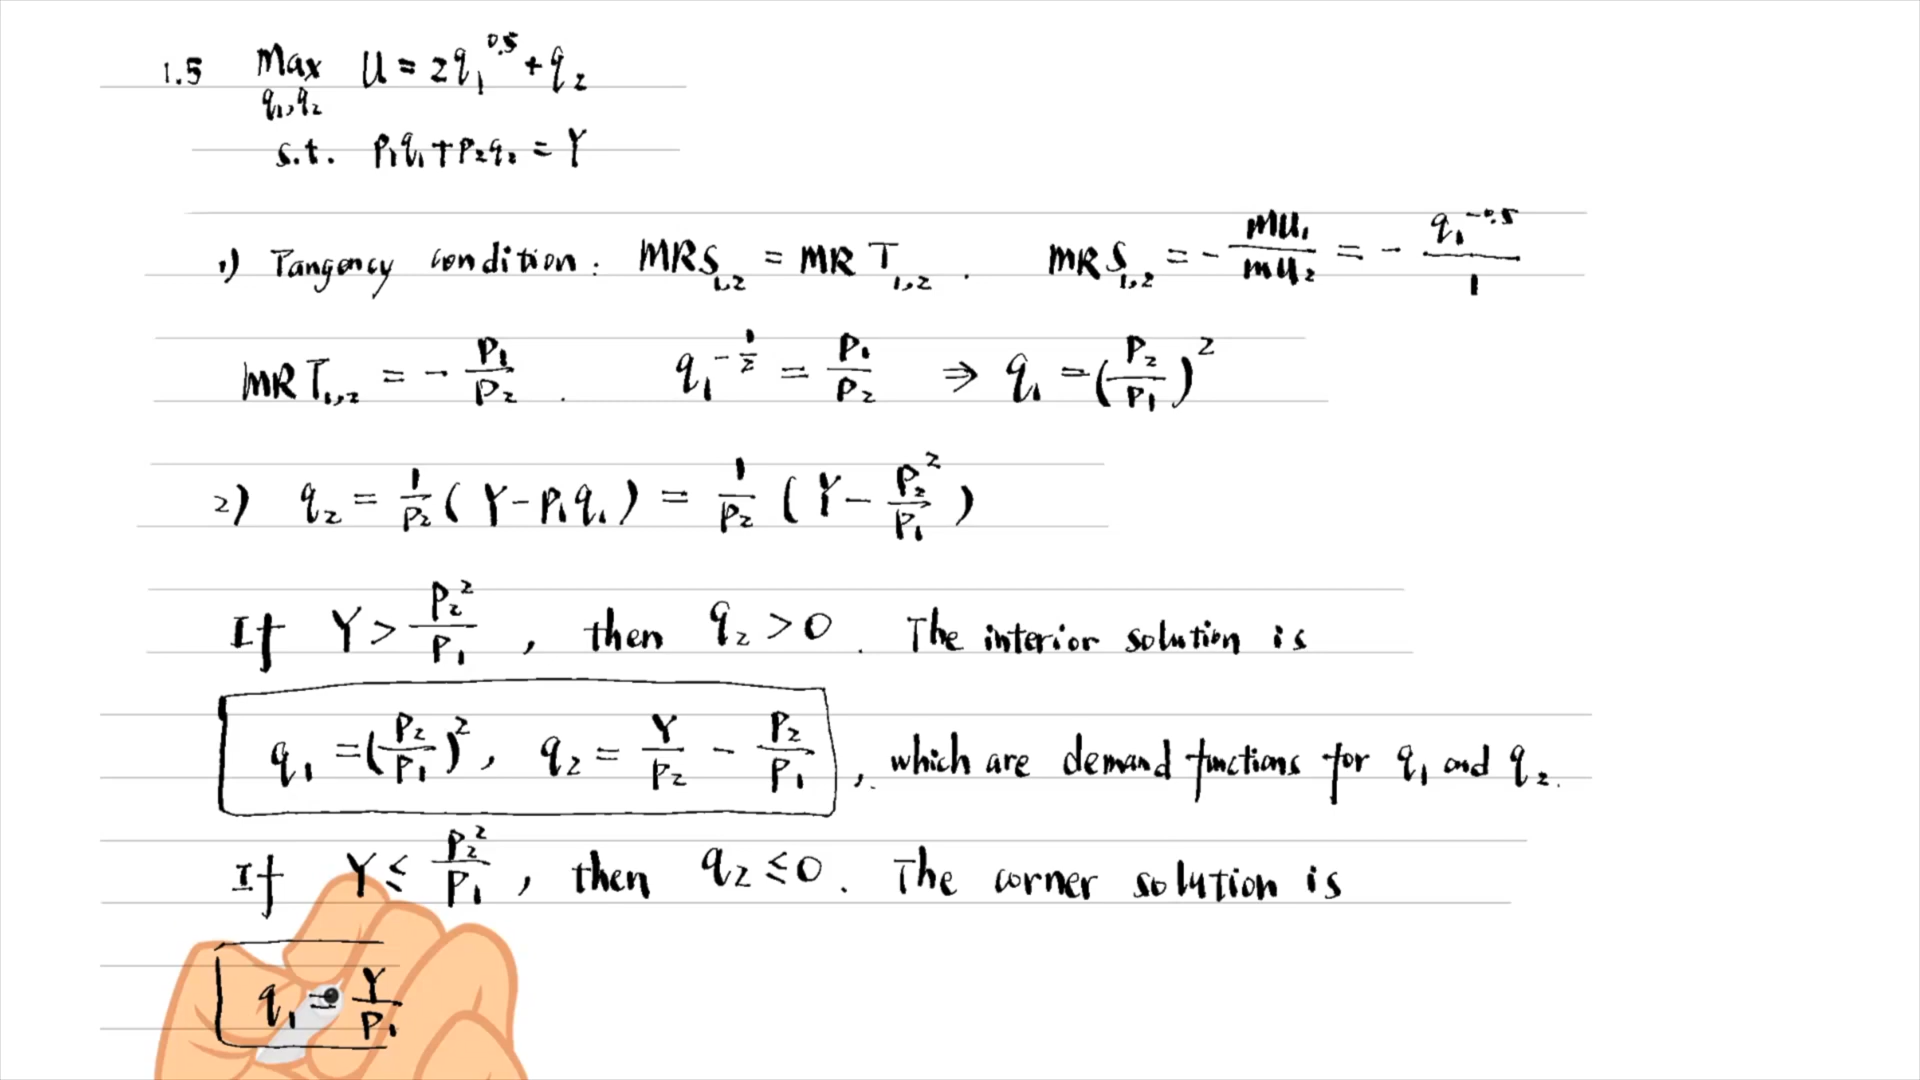 1.5 Max U = 2q₁^0.5 + q₂
q₁,q₂
s.t. P₁q₁ + P₂q₂ = Y
1) Tangency condition: MRS₁,₂ = MRT₁,₂. MRS₁,₂ = - MU₁/MU₂ = - q₁^-0.5/1
MRT₁,₂ = - P₁/P₂. q₁^-1/2 = P₁/P₂ ⇒ q₁ = (P₂/P₁)²
2) q₂ = 1/P₂ (Y - P₁q₁) = 1/P₂ (Y - P₂²/P₁)
If Y > P₂²/P₁, then q₂ > 0. The interior solution is
q₁ = (P₂/P₁)², q₂ = Y/P₂ - P₂/P₁, which are demand functions for q₁ and q₂.
If Y ≤ P₂²/P₁, then q₂ ≤ 0. The corner solution is
q₁ = Y/P₁